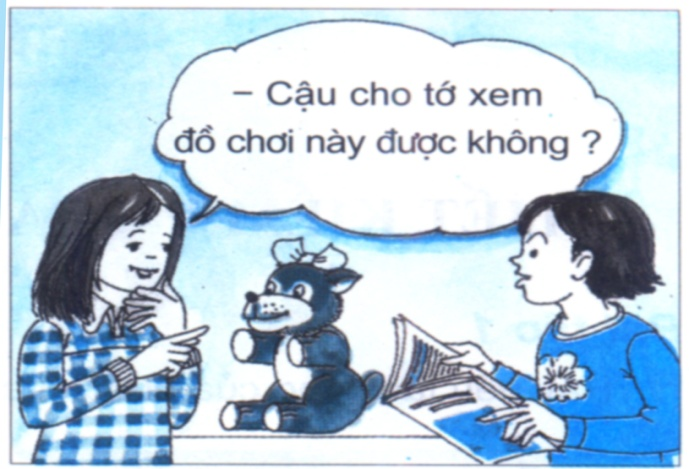 – Cậu cho tớ xem
đồ chơi này được không ?